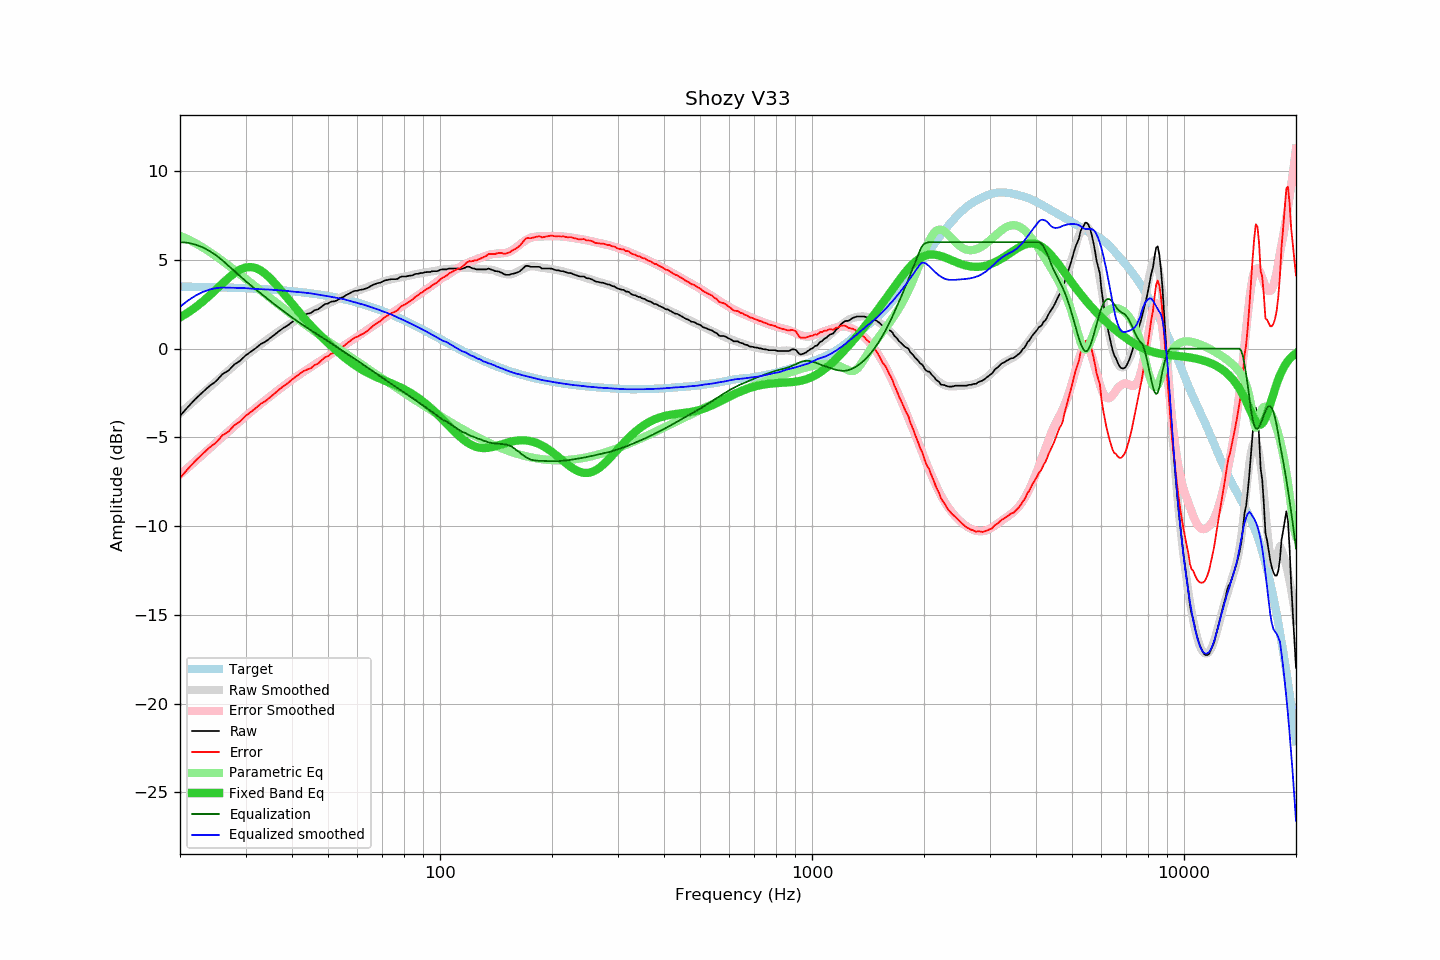 Shozy V33
10
5
0
−5
−10
−15
−20
−25
Amplitude (dBr)
Target
Raw Smoothed
Error Smoothed
Raw
Error
Parametric Eq
Fixed Band Eq
Equalization
Equalized smoothed
100
1000
10000
Frequency (Hz)